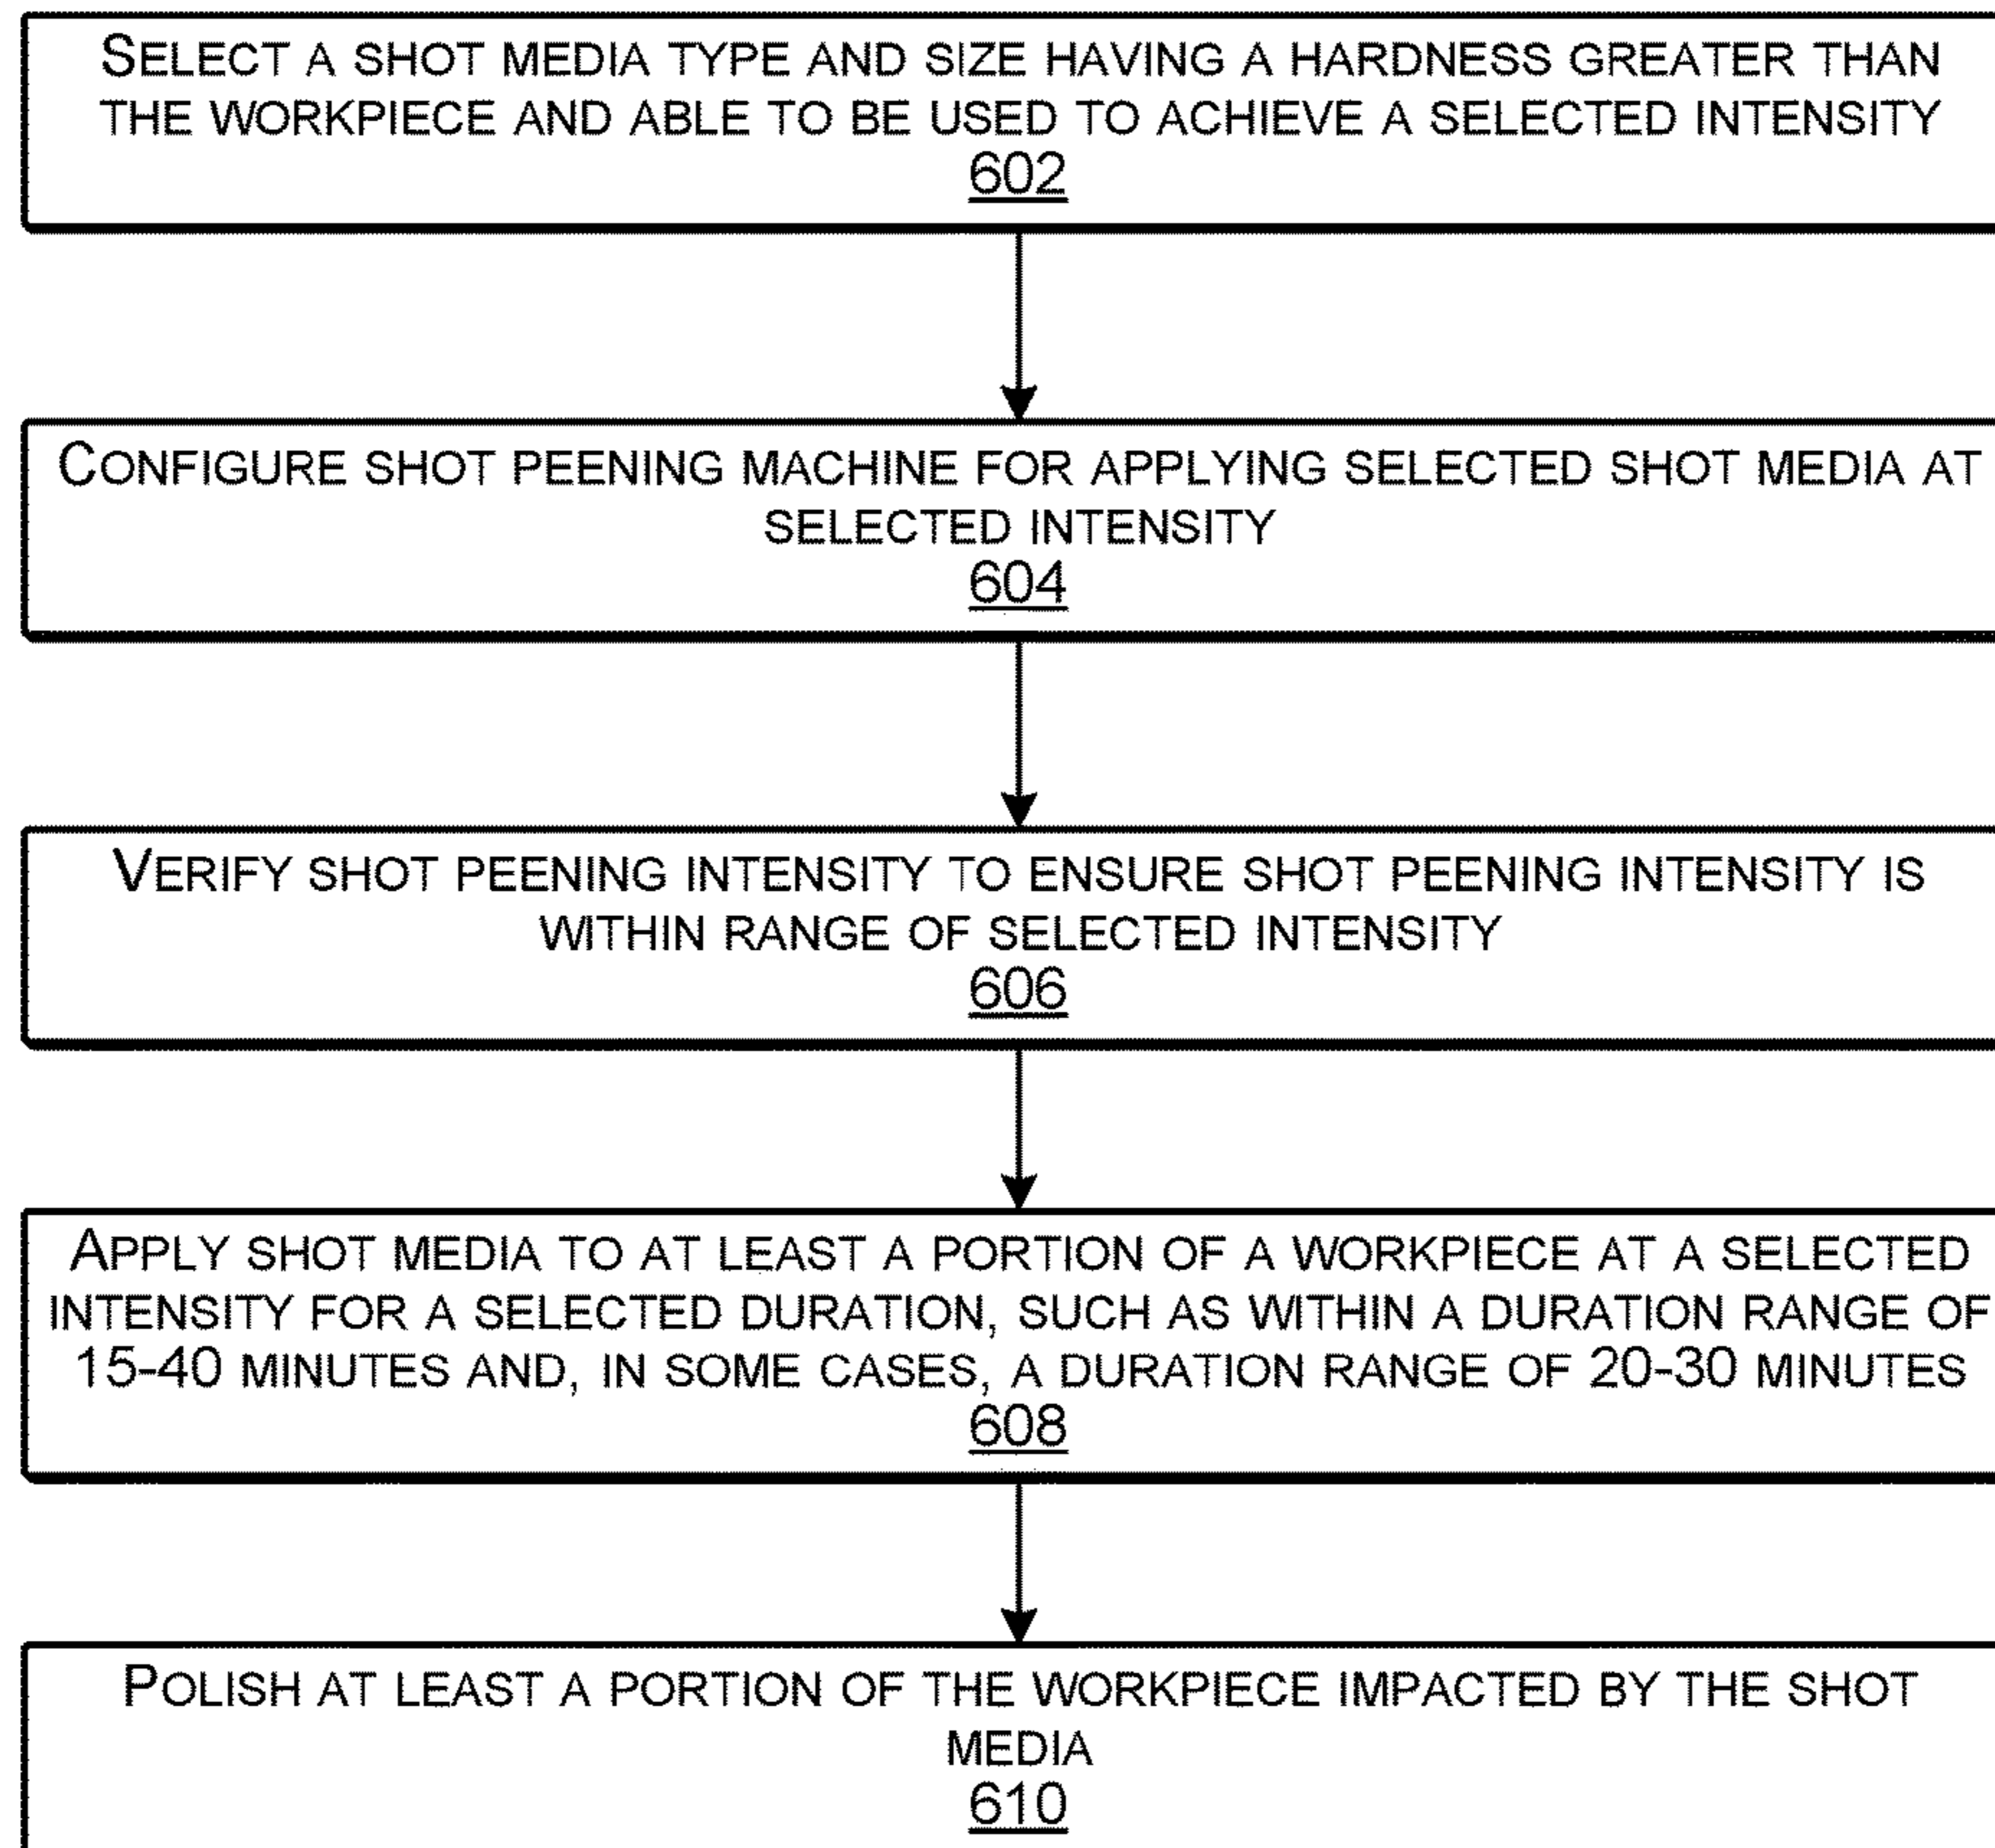 SELECT A SHOT MEDIA TYPE AND SIZE HAVING A HARDNESS GREATER THAN
THE WORKPIECE AND ABLE TO BE USED TO ACHIEVE A SELECTED INTENSITY
602
CONFIGURE SHOT PEENING MACHINE FOR APPLYING SELECTED SHOT MEDIA AT
SELECTED INTENSITY
604
VERIFY SHOT PEENING INTENSITY TO ENSURE SHOT PEENING INTENSITY IS
WITHIN RANGE OF SELECTED INTENSITY
606
APPLY SHOT MEDIA TO AT LEAST A PORTION OF A WORKPIECE AT A SELECTED
INTENSITY FOR A SELECTED DURATION, SUCH AS WITHIN A DURATION RANGE OF
15-40 MINUTES AND, IN SOME CASES, A DURATION RANGE OF 20-30 MINUTES
608
POLISH AT LEAST A PORTION OF THE WORKPIECE IMPACTED BY THE SHOT
MEDIA
610